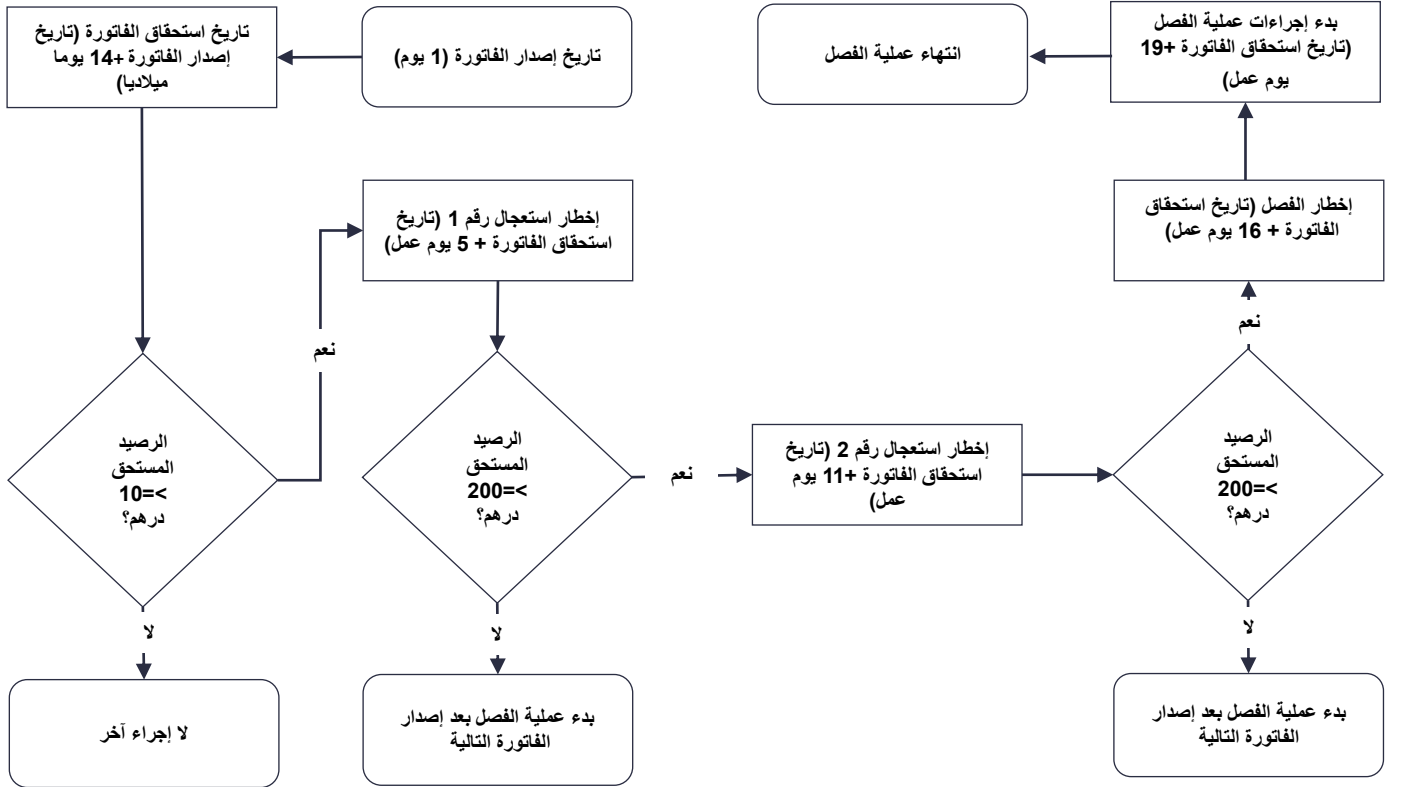 تاريخ إصدار الفاتورة (1 يوم)
تاريخ استحقاق الفاتورة (تاريخ
إصدار الفاتورة +14 يوما
ميلاديا)
الرصيد
المستحق
>=10
درهم؟
لا
لا إجراء آخر
نعم
إخطار استعجال رقم 1 (تاريخ
استحقاق الفاتورة + 5 يوم عمل)
الرصيد
المستحق
>=200
درهم؟
لا
بدء عملية الفصل بعد إصدار
الفاتورة التالية
نعم
إخطار استعجال رقم 2 (تاريخ
استحقاق الفاتورة +11 يوم
عمل)
الرصيد
المستحق
>=200
درهم؟
لا
بدء عملية الفصل بعد إصدار
الفاتورة التالية
نعم
إخطار الفصل (تاريخ استحقاق
الفاتورة + 16 يوم عمل)
بدء إجراءات عملية الفصل
(تاريخ استحقاق الفاتورة +19
يوم عمل)
انتهاء عملية الفصل